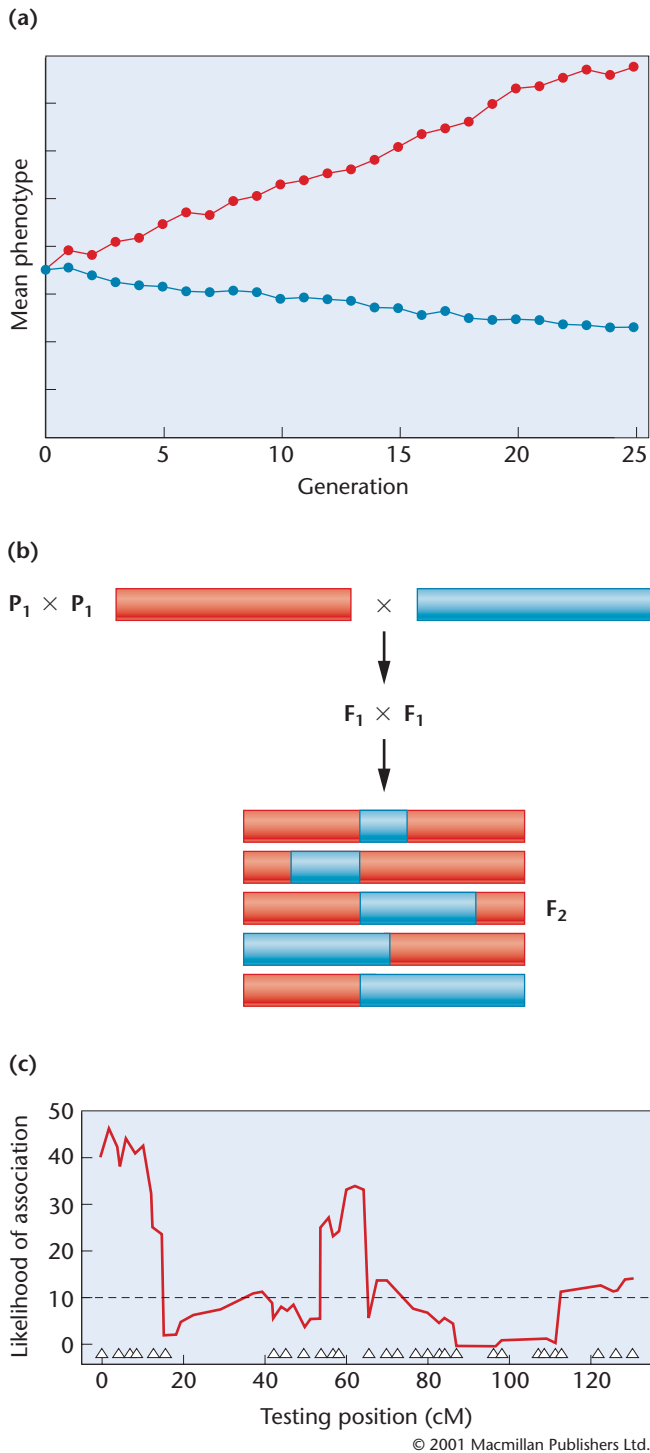 (a)
Mean phenotype
0 5 10 15 20 25
Generation
(b)
P₁ × P₁ ×
F₁ × F₁
F₂
(c)
Likelihood of association
50
40
30
20
10
0
0 20 40 60 80 100 120
Testing position (cM)
© 2001 Macmillan Publishers Ltd.